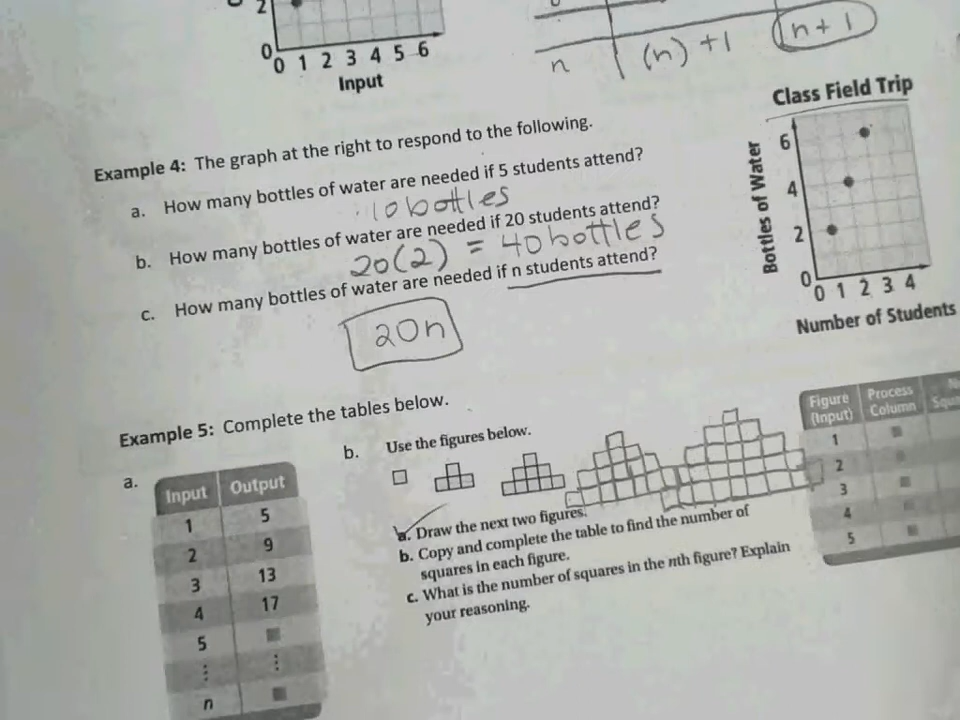 2
0
0 1 2 3 4 5 6
Input
n (n) +1 n+1
Class Field Trip
Example 4: The graph at the right to respond to the following.
a. How many bottles of water are needed if 5 students attend?
10 bottles
b. How many bottles of water are needed if 20 students attend?
20(2) = 40 bottles
c. How many bottles of water are needed if n students attend?
20n
Bottles of Water
6
4
2
0
0 1 2 3 4
Number of Students
Example 5: Complete the tables below.
a.
Input Output
1 5
2 9
3 13
4 17
5
⋮ ⋮
n
b. Use the figures below.
a. Draw the next two figures.
b. Copy and complete the table to find the number of
squares in each figure.
c. What is the number of squares in the nth figure? Explain
your reasoning.
Figure Process
(Input) Column
1
2
3
4
5